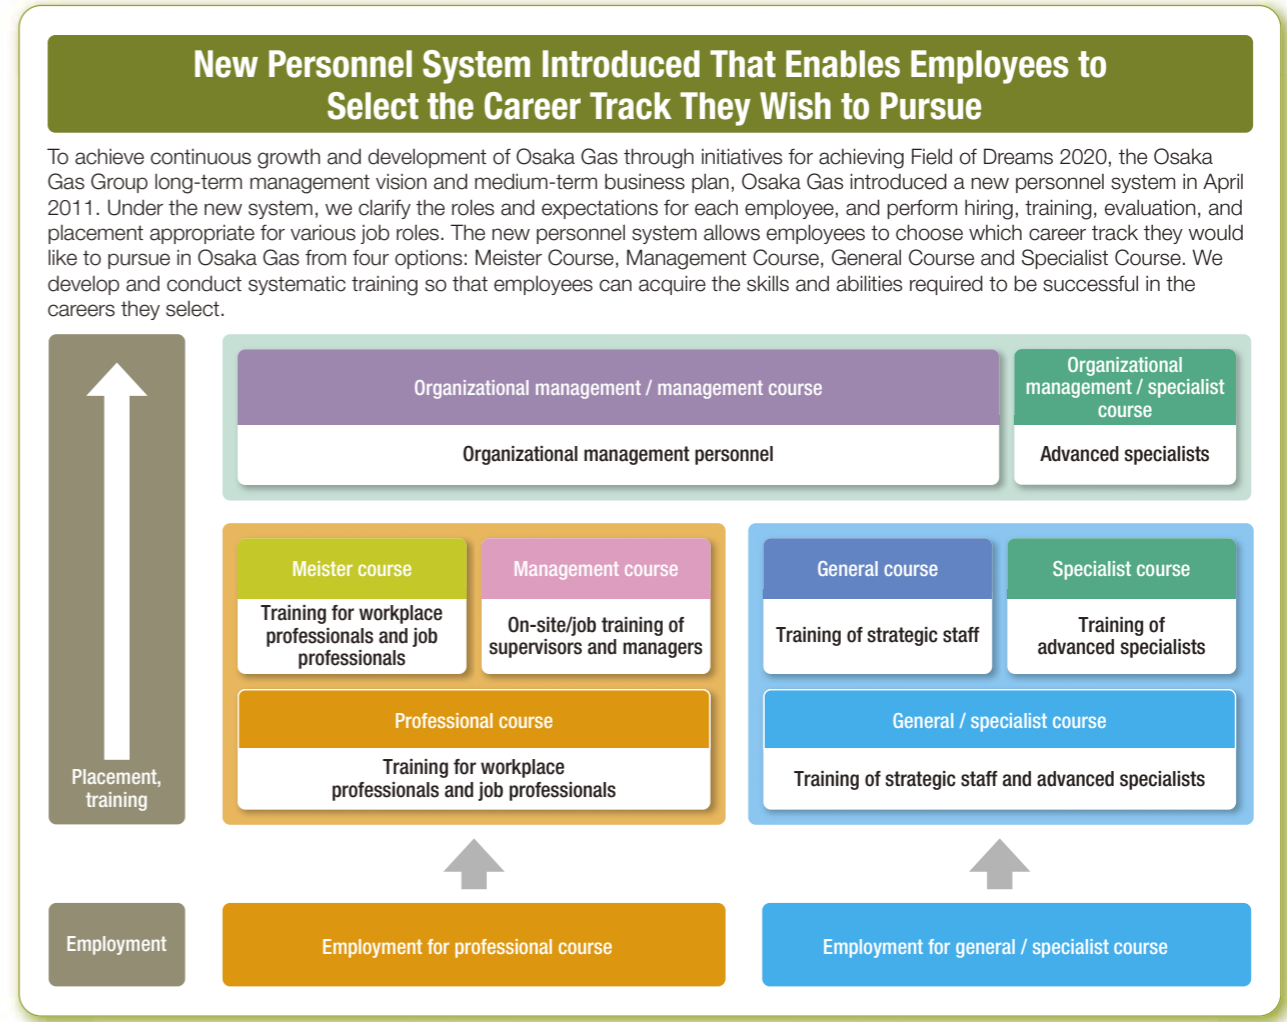 New Personnel System Introduced That Enables Employees to
Select the Career Track They Wish to Pursue
To achieve continuous growth and development of Osaka Gas through initiatives for achieving Field of Dreams 2020, the Osaka
Gas Group long-term management vision and medium-term business plan, Osaka Gas introduced a new personnel system in April
2011. Under the new system, we clarify the roles and expectations for each employee, and perform hiring, training, evaluation, and
placement appropriate for various job roles. The new personnel system allows employees to choose which career track they would
like to pursue in Osaka Gas from four options: Meister Course, Management Course, General Course and Specialist Course. We
develop and conduct systematic training so that employees can acquire the skills and abilities required to be successful in the
careers they select.
Organizational management / management course
Organizational management personnel
Organizational
management / specialist
course
Advanced specialists
Meister course
Training for workplace
professionals and job
professionals
Management course
On-site/job training of
supervisors and managers
General course
Training of strategic staff
Specialist course
Training of
advanced specialists
Professional course
Training for workplace
professionals and job professionals
General / specialist course
Training of strategic staff and advanced specialists
Placement,
training
Employment
Employment for professional course
Employment for general / specialist course